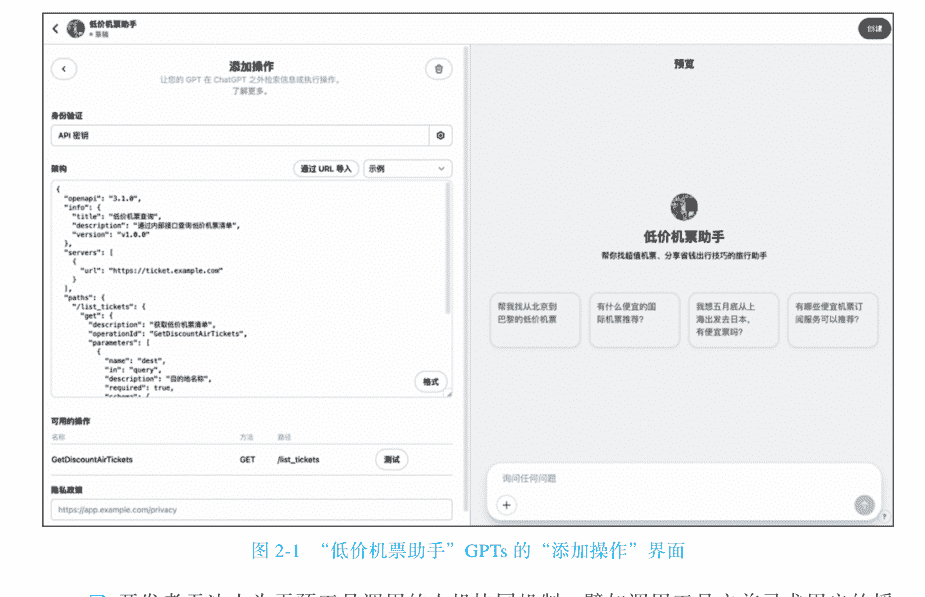 低价机票助手
草稿
创建
添加操作
让您的 GPT 在 ChatGPT 之外检索信息或执行操作。
了解更多。
身份验证
API 密钥
架构
通过 URL 导入
示例
{
"openapi": "3.1.0",
"info": {
"title": "低价机票查询",
"description": "通过内部接口查询低价机票清单",
"version": "v1.0.0"
},
"servers": [
{
"url": "https://ticket.example.com"
}
],
"paths": {
"/list_tickets": {
"get": {
"description": "获取低价机票清单",
"operationId": "GetDiscountAirTickets",
"parameters": [
{
"name": "dest",
"in": "query",
"description": "目的地名称",
"required": true,
"schema": {
格式
可用的操作
名称 方法 路径
GetDiscountAirTickets GET /list_tickets 测试
隐私政策
https://app.example.com/privacy
预览
低价机票助手
帮你找超值机票、分享省钱出行技巧的旅行助手
帮我找从北京到
巴黎的低价机票
有什么便宜的国
际机票推荐?
我想五月底从上
海出发去日本,
有便宜票吗?
有哪些便宜机票订
阅服务可以推荐?
询问任何问题
?
图 2-1 “低价机票助手”GPTs 的“添加操作”界面